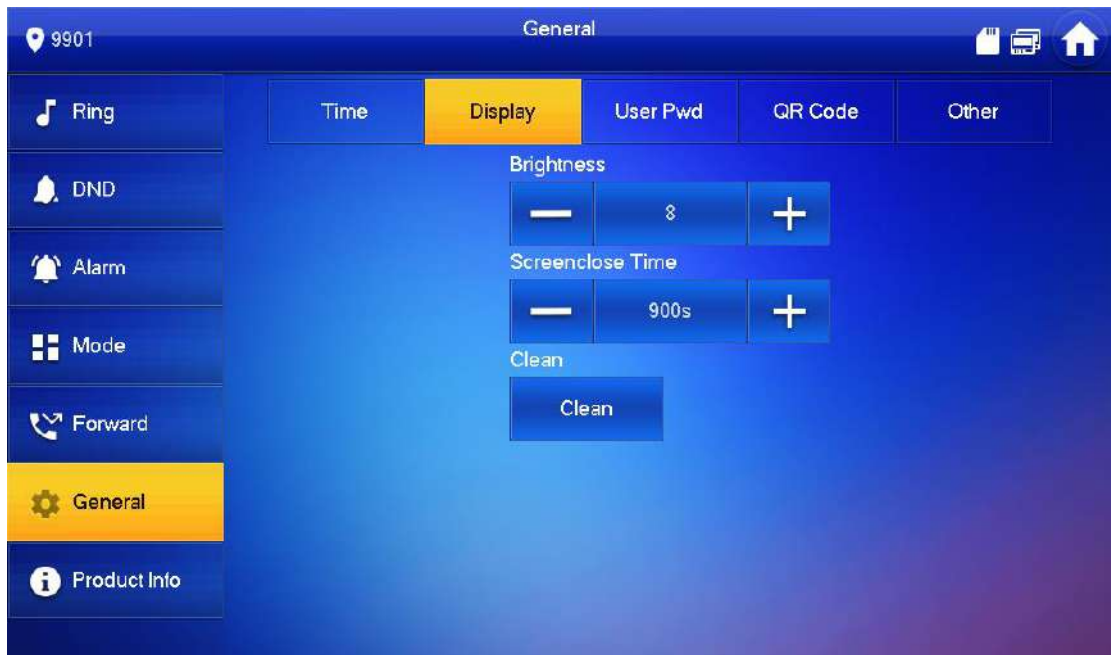 9901
General
Ring
DND
Alarm
Mode
Forward
General
Product Info
Time Display User Pwd QR Code Other
Brightness
8
Screenclose Time
900s
Clean
Clean